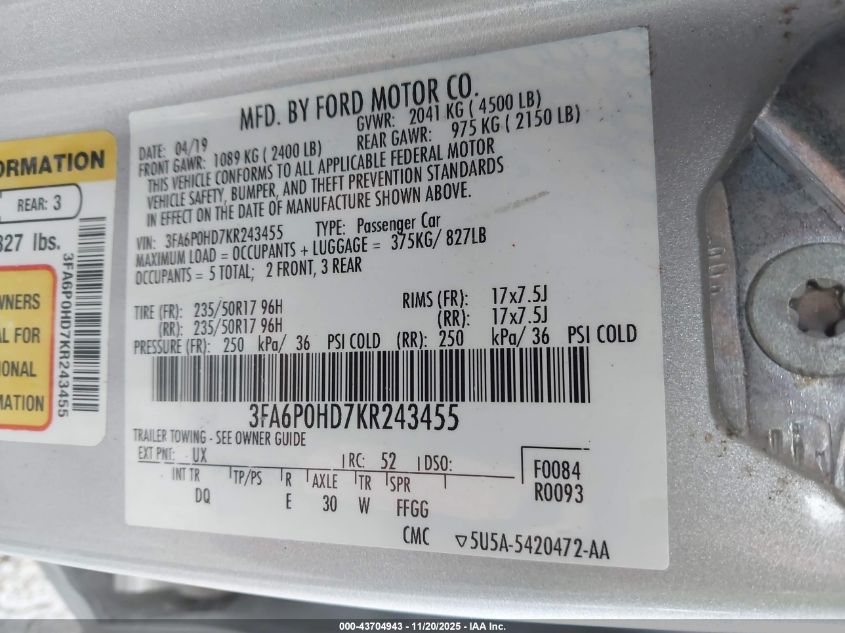 ORMATION
REAR: 3
327 lbs.
3FA6P0HD7KR243455
OWNERS
AL FOR
IONAL
MATION
MFD. BY FORD MOTOR CO.
DATE: 04/19 GVWR: 2041 KG ( 4500 LB)
FRONT GAWR: 1089 KG ( 2400 LB) REAR GAWR: 975 KG ( 2150 LB)
THIS VEHICLE CONFORMS TO ALL APPLICABLE FEDERAL MOTOR
VEHICLE SAFETY, BUMPER, AND THEFT PREVENTION STANDARDS
IN EFFECT ON THE DATE OF MANUFACTURE SHOWN ABOVE.
VIN: 3FA6P0HD7KR243455 TYPE: Passenger Car
MAXIMUM LOAD = OCCUPANTS + LUGGAGE = 375KG/ 827LB
OCCUPANTS = 5 TOTAL; 2 FRONT, 3 REAR
TIRE (FR): 235/50R17 96H RIMS (FR): 17x7.5J
(RR): 235/50R17 96H (RR): 17x7.5J
PRESSURE (FR): 250 kPa/ 36 PSI COLD (RR): 250 kPa/ 36 PSI COLD
3FA6P0HD7KR243455
TRAILER TOWING - SEE OWNER GUIDE
EXT PNT: UX RC: 52 DSO: F0084
INT TR TP/PS R AXLE TR SPR R0093
DQ E 30 W FFGG
CMC ▽5U5A-5420472-AA
000-43704943 - 11/20/2025 - IAA Inc.